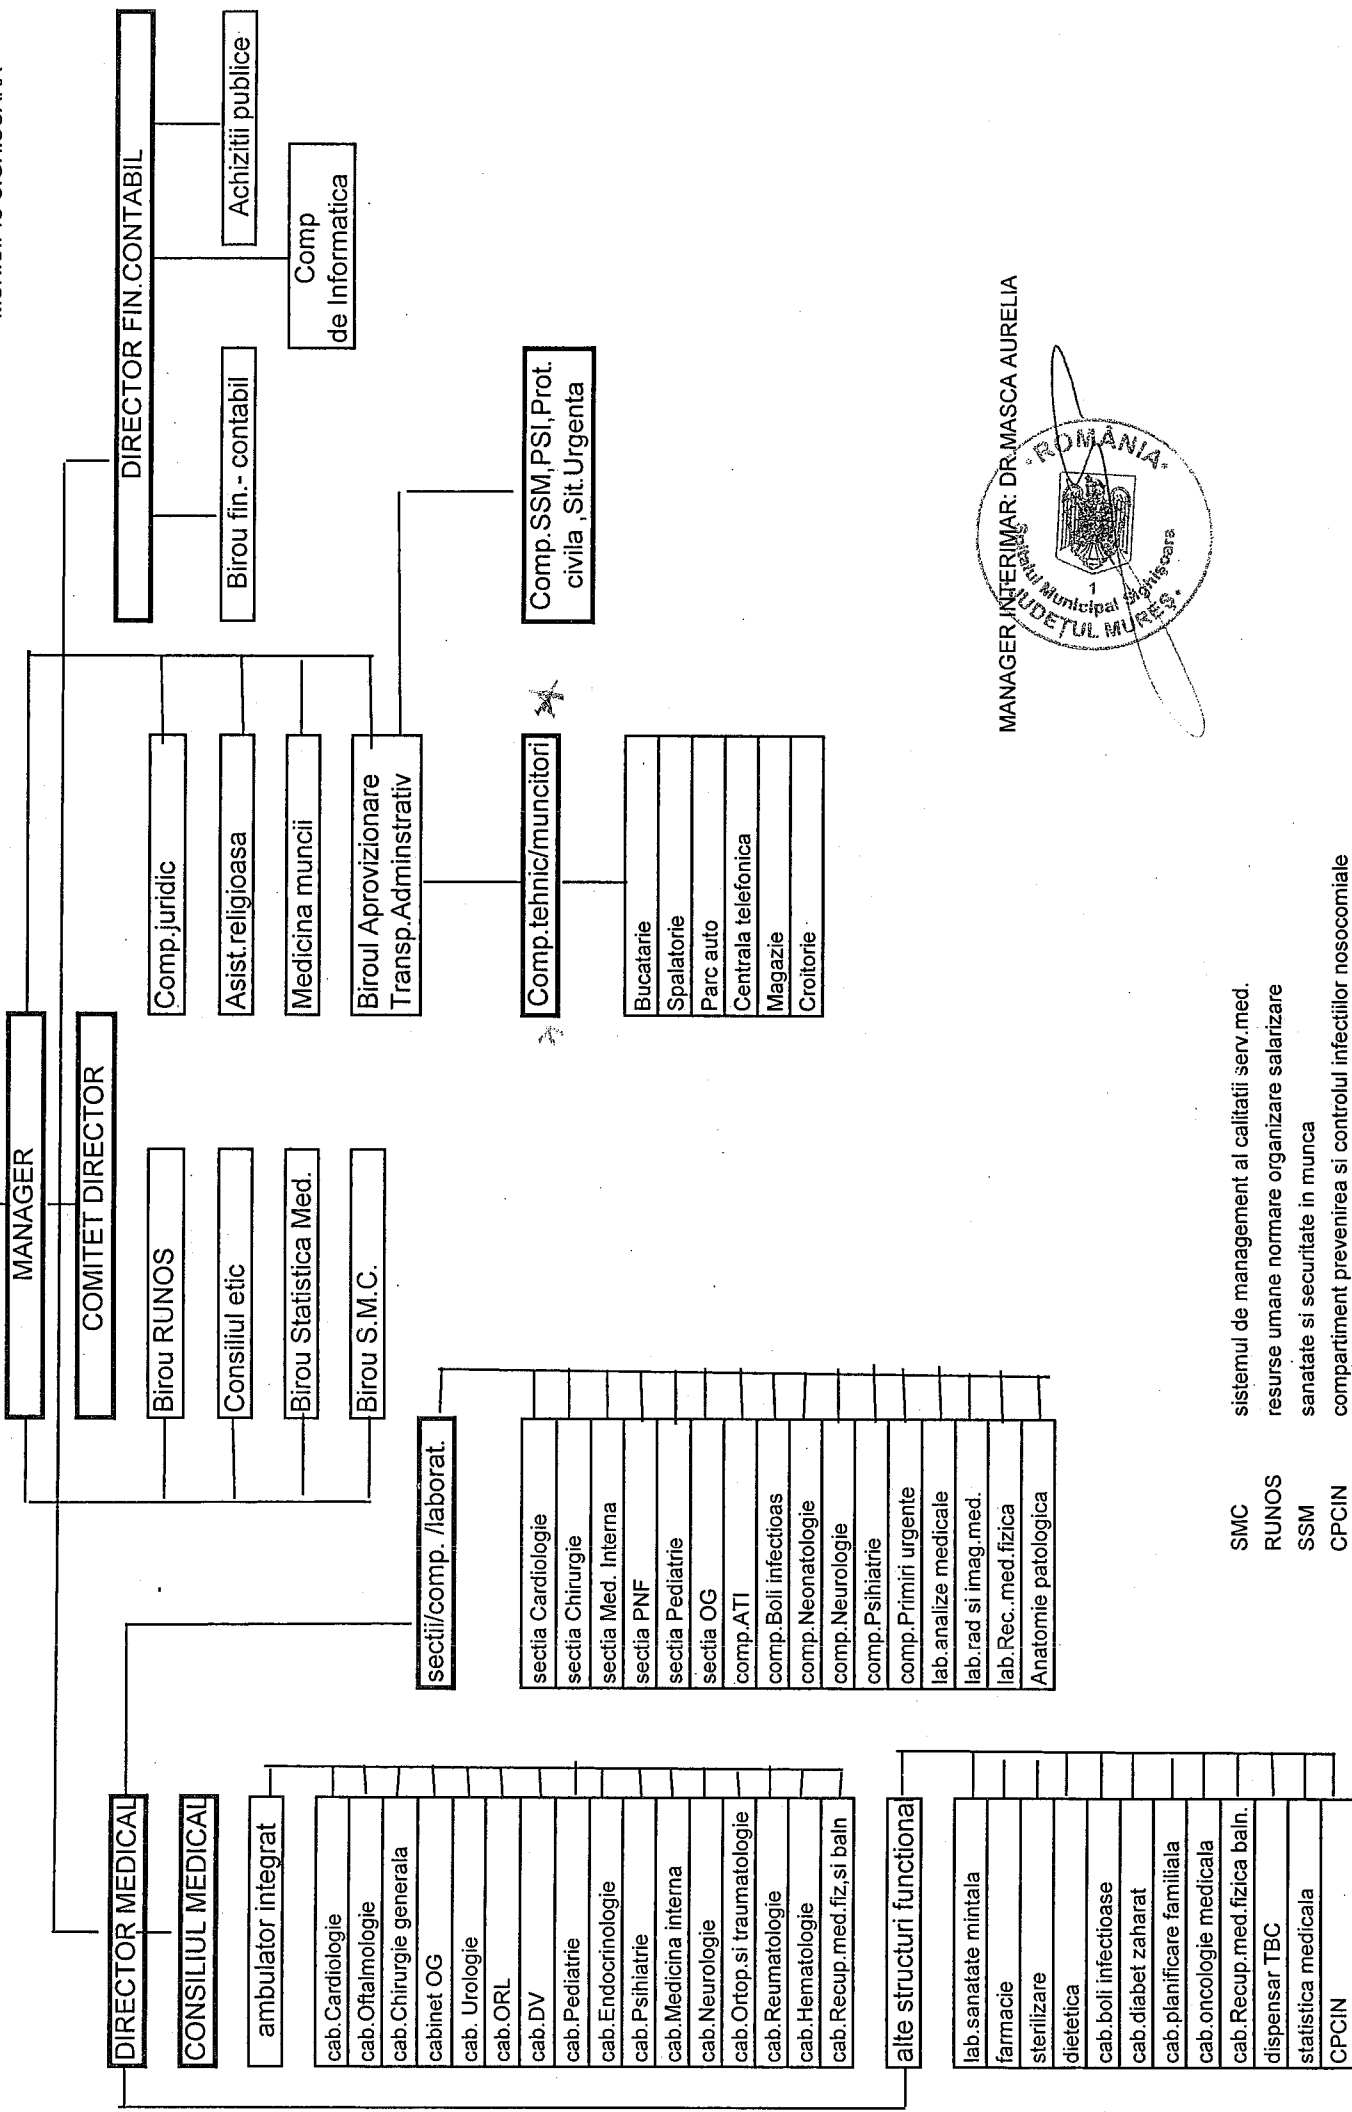 MANAGER
COMITET DIRECTOR
DIRECTOR MEDICAL
CONSILIUL MEDICAL
ambulator integrat
cab.Cardiologie
cab.Oftalmologie
cab.Chirurgie generala
cabinet OG
cab. Urologie
cab.ORL
cab.DV
cab.Pediatrie
cab.Endocrinologie
cab.Psihiatrie
cab.Medicina interna
cab.Neurologie
cab.Ortop.si traumatologie
cab.Reumatologie
cab.Hematologie
cab.Recup.med.fiz,si baln
alte structuri functional
lab.sanatate mintala
farmacie
sterilizare
dietetica
cab.boli infectioase
cab.diabet zaharat
cab.planificare familiala
cab.oncologie medicala
cab.Recup.med.fizica baln.
dispensar TBC
statistica medicala
CPCIN
sectii/comp. /laborat.
sectia Cardiologie
sectia Chirurgie
sectia Med. Interna
sectia PNF
sectia Pediatrie
sectia OG
comp.ATI
comp.Boli infectioas
comp.Neonatologie
comp.Neurologie
comp.Psihiatrie
comp.Primiri urgente
lab.analize medicale
lab.rad si imag.med.
lab.Rec..med.fizica
Anatomie patologica
Birou RUNOS
Consiliul etic
Birou Statistica Med.
Birou S.M.C.
Comp.juridic
Asist.religioasa
Medicina muncii
Biroul Aprovizionare
Transp.Adminstrativ
Comp.tehnic/muncitori
Bucatarie
Spalatorie
Parc auto
Centrala telefonica
Magazie
Croitorie
Comp.SSM,PSI,Prot.
civila ,Sit.Urgenta
DIRECTOR FIN.CONTABIL
Birou fin.- contabil
Achizitii publice
Comp
de Informatica
MANAGER INTERIMAR: DR.MASCA AURELIA
ROMÂNIA
Spitalul Municipal Sighişoara
1
JUDEŢUL MUREŞ
SMC sistemul de management al calitatii serv.med.
RUNOS resurse umane normare organizare salarizare
SSM sanatate si securitate in munca
CPCIN compartiment prevenirea si controlul infectiilor nosocomiale